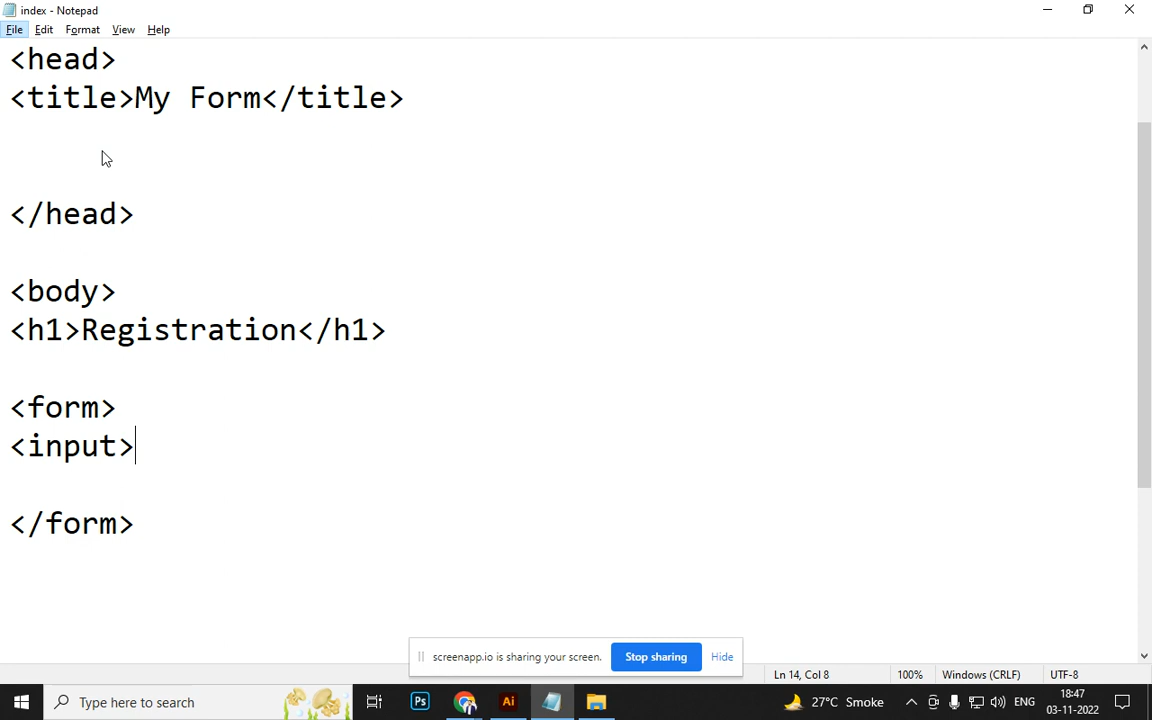 index - Notepad
File Edit Format View Help
<head>
<title>My Form</title>
</head>
<body>
<h1>Registration</h1>
<form>
<input>
</form>
screenapp.io is sharing your screen. Stop sharing Hide
Ln 14, Col 8 100% Windows (CRLF) UTF-8
Type here to search Ps Ai 27°C Smoke ENG 18:47
03-11-2022